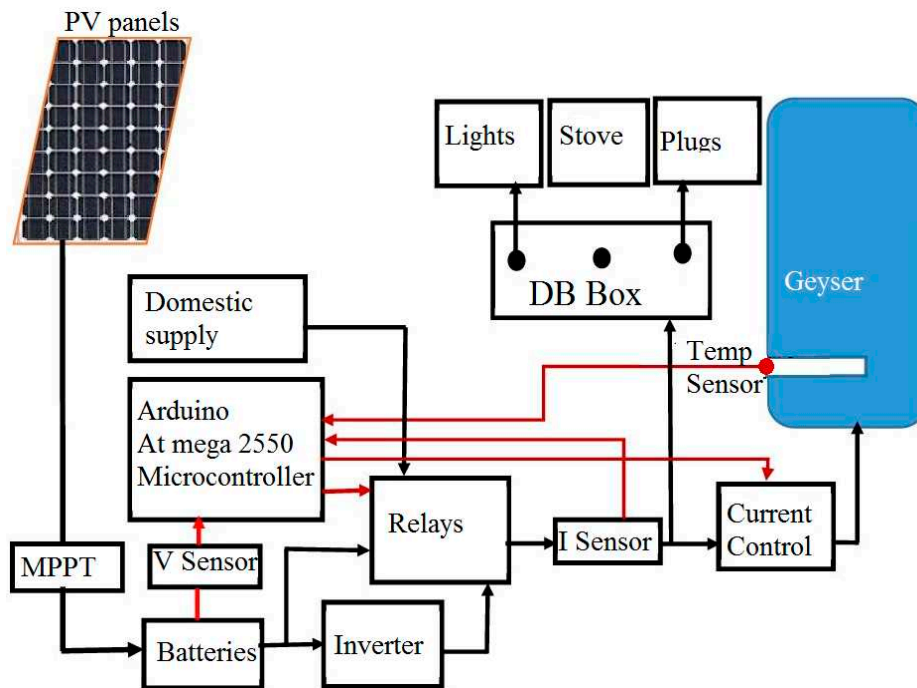 PV panels
Lights
Stove
Plugs
DB Box
Geyser
Domestic
supply
Temp
Sensor
Arduino
At mega 2550
Microcontroller
Relays
I Sensor
Current
Control
MPPT
V Sensor
Batteries
Inverter